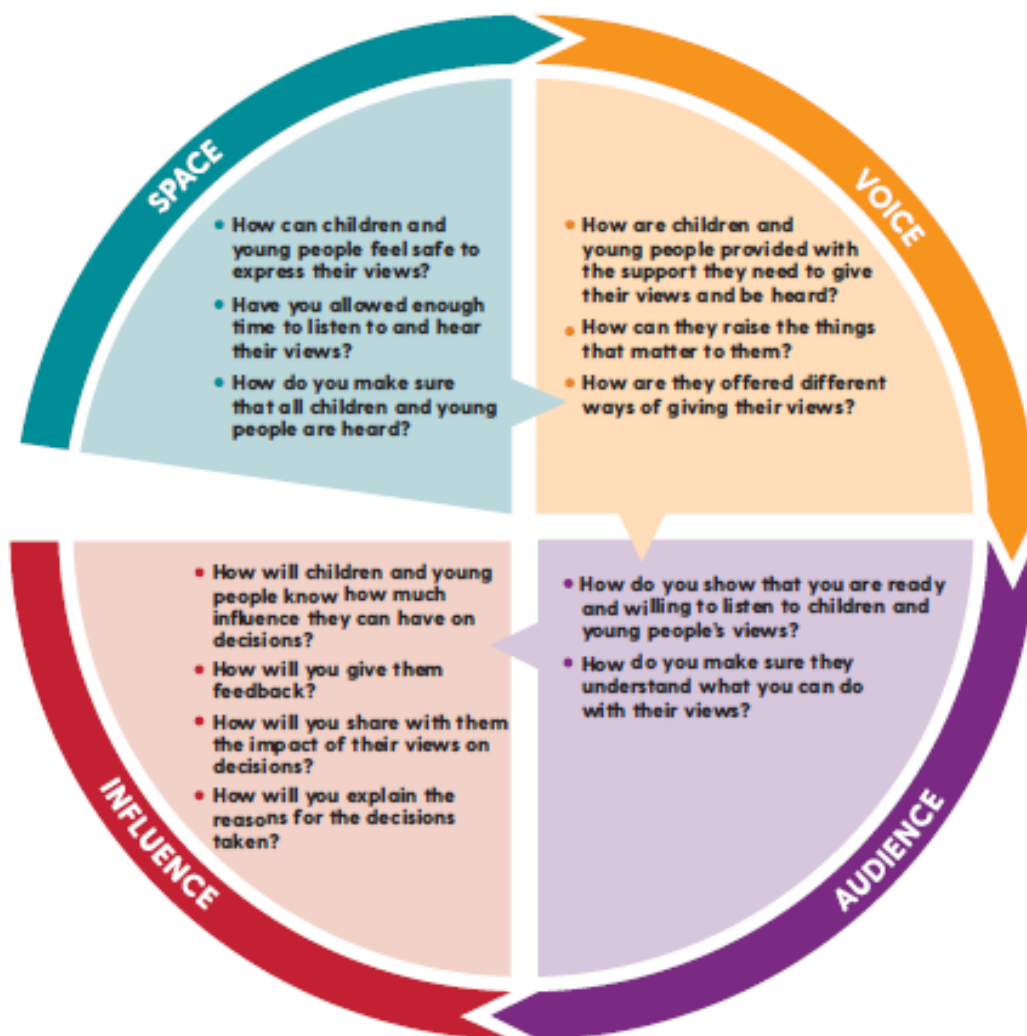 SPACE
• How can children and
young people feel safe to
express their views?
• Have you allowed enough
time to listen to and hear
their views?
• How do you make sure
that all children and young
people are heard?
VOICE
• How are children and
young people provided with
the support they need to give
their views and be heard?
• How can they raise the things
that matter to them?
• How are they offered different
ways of giving their views?
AUDIENCE
• How do you show that you are ready
and willing to listen to children and
young people's views?
• How do you make sure they
understand what you can do
with their views?
INFLUENCE
• How will children and young
people know how much
influence they can have on
decisions?
• How will you give them
feedback?
• How will you share with them
the impact of their views on
decisions?
• How will you explain the
reasons for the decisions
taken?